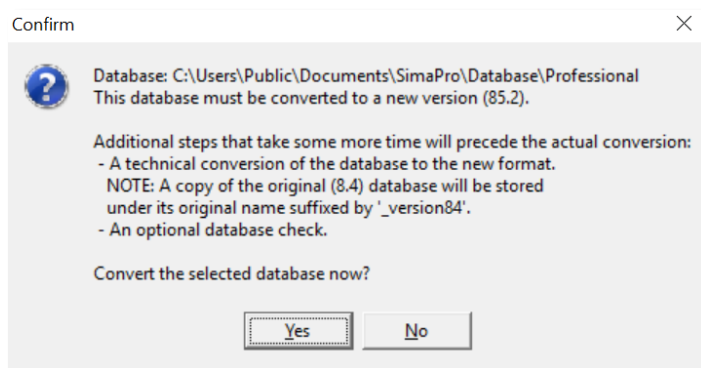 Confirm
Database: C:\Users\Public\Documents\SimaPro\Database\Professional
This database must be converted to a new version (85.2).
Additional steps that take some more time will precede the actual conversion:
- A technical conversion of the database to the new format.
NOTE: A copy of the original (8.4) database will be stored
under its original name suffixed by '_version84'.
- An optional database check.
Convert the selected database now?
Yes No